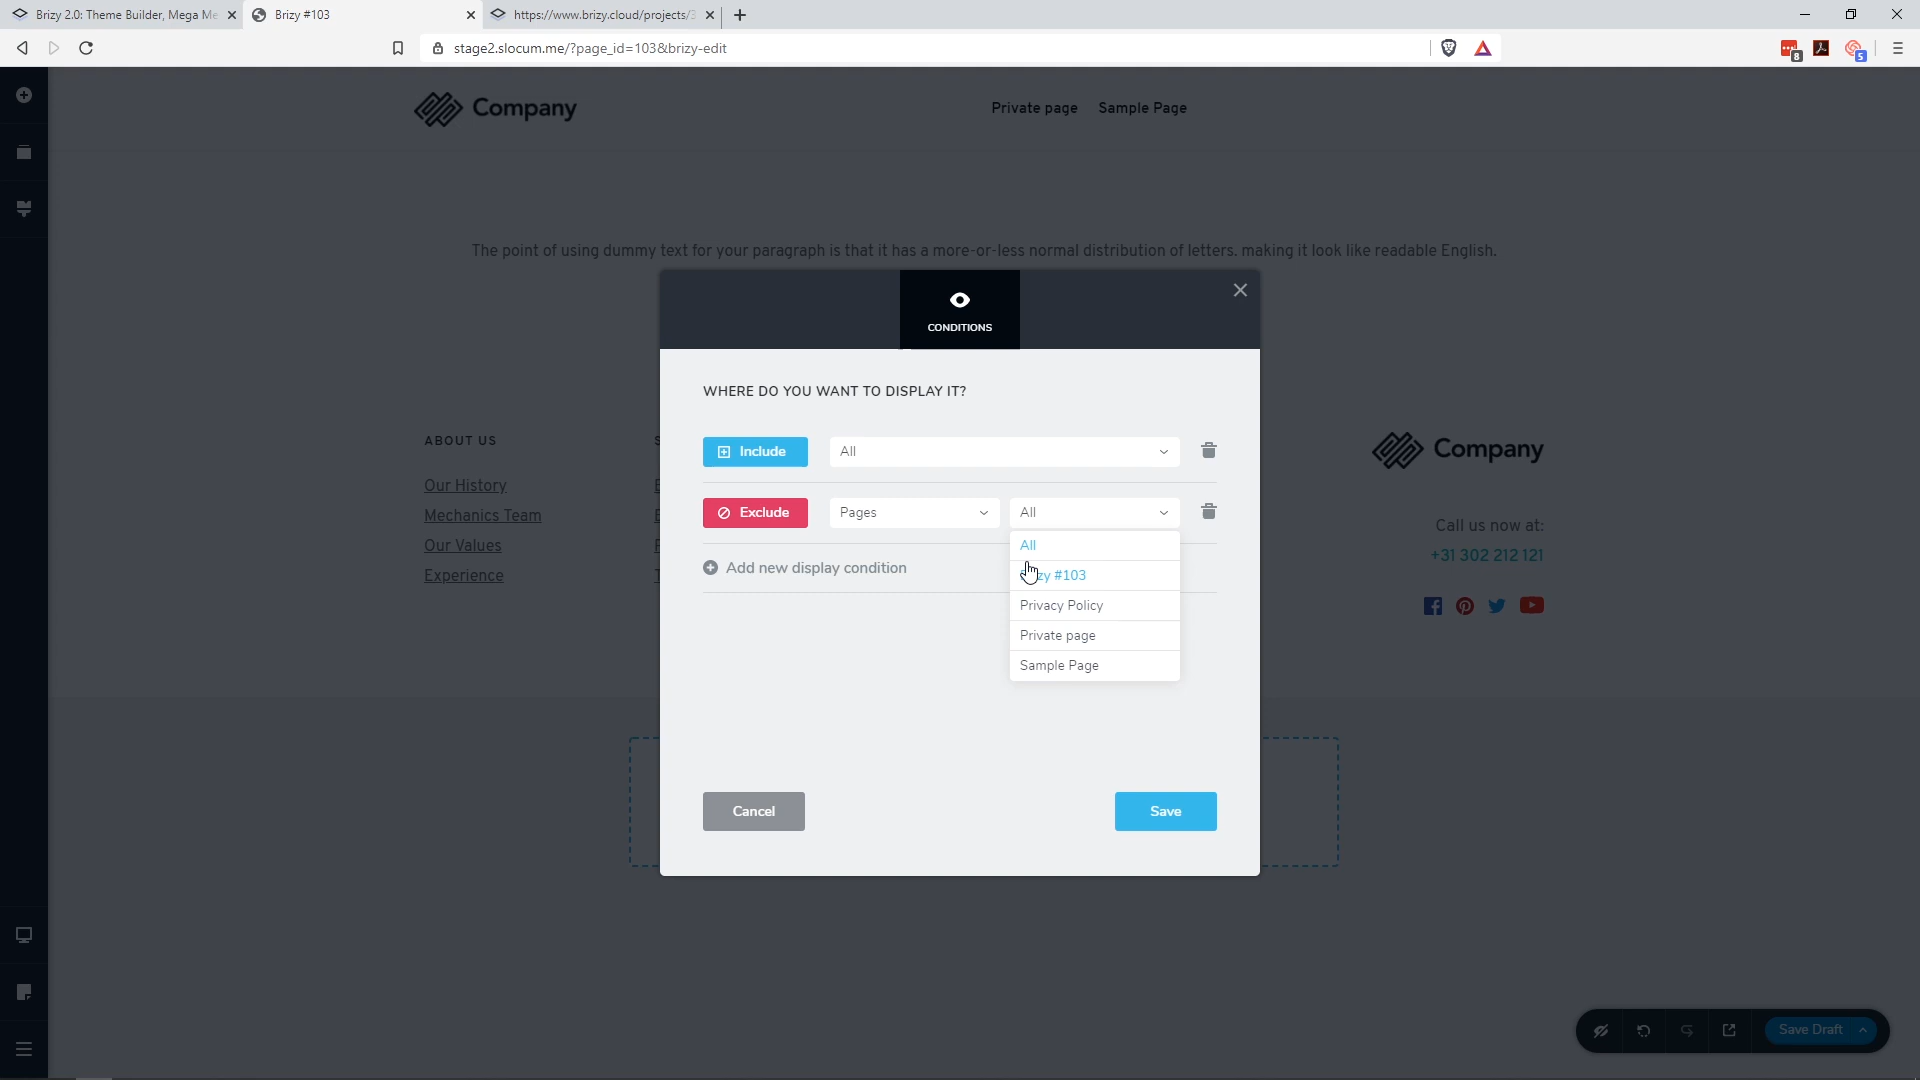 Brizy 2.0: Theme Builder, Mega Me
Brizy #103
https://www.brizy.cloud/projects/
stage2.slocum.me/?page_id=103&brizy-edit
8
5
Company
Private page
Sample Page
The point of using dummy text for your paragraph is that it has a more-or-less normal distribution of letters. making it look like readable English.
CONDITIONS
WHERE DO YOU WANT TO DISPLAY IT?
Include
All
Exclude
Pages
All
All
#103
Privacy Policy
Private page
Sample Page
Add new display condition
Cancel
Save
ABOUT US
Our History
Mechanics Team
Our Values
Experience
Company
Call us now at:
+31 302 212 121
Save Draft